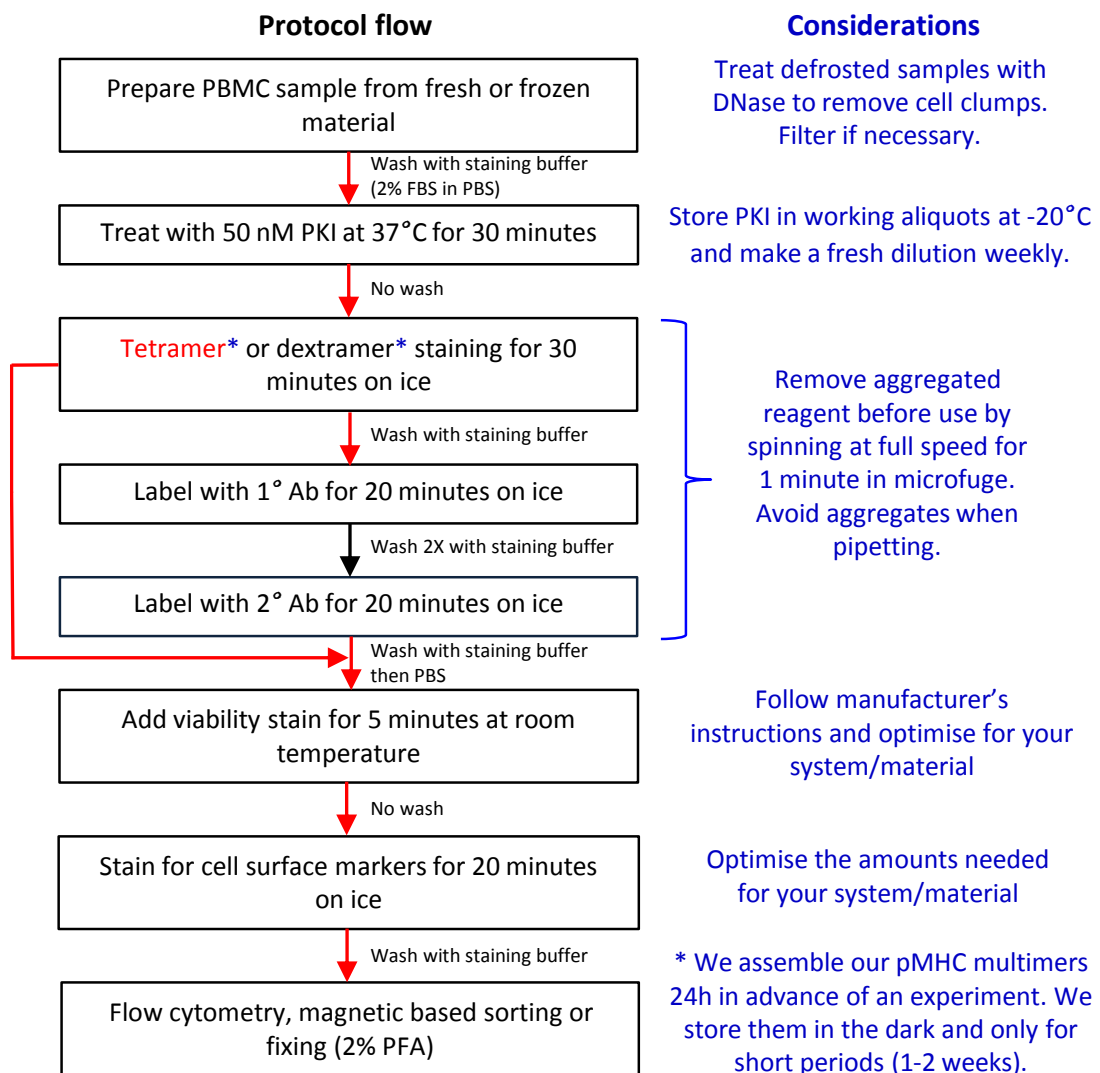 Protocol flow
Considerations
Prepare PBMC sample from fresh or frozen
material
Treat defrosted samples with
DNase to remove cell clumps.
Filter if necessary.
Wash with staining buffer
(2% FBS in PBS)
Treat with 50 nM PKI at 37°C for 30 minutes
Store PKI in working aliquots at -20°C
and make a fresh dilution weekly.
No wash
Tetramer* or dextramer* staining for 30
minutes on ice
Wash with staining buffer
Label with 1° Ab for 20 minutes on ice
Wash 2X with staining buffer
Label with 2° Ab for 20 minutes on ice
Remove aggregated
reagent before use by
spinning at full speed for
1 minute in microfuge.
Avoid aggregates when
pipetting.
Wash with staining buffer
then PBS
Add viability stain for 5 minutes at room
temperature
Follow manufacturer’s
instructions and optimise for your
system/material
No wash
Stain for cell surface markers for 20 minutes
on ice
Optimise the amounts needed
for your system/material
Wash with staining buffer
Flow cytometry, magnetic based sorting or
fixing (2% PFA)
* We assemble our pMHC multimers
24h in advance of an experiment. We
store them in the dark and only for
short periods (1-2 weeks).